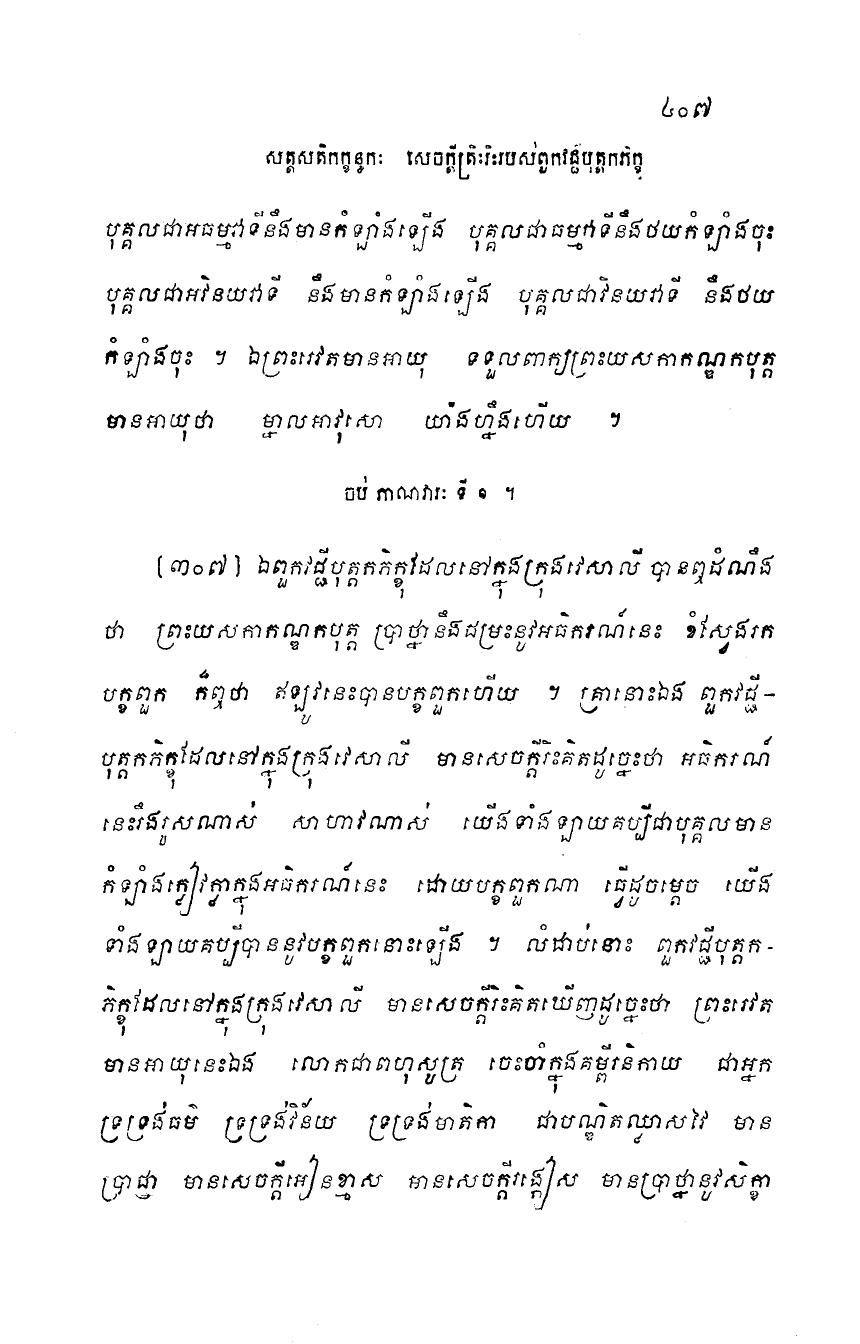 ៤០៧
សត្តសតិកក្ខន្ធកៈ សេចក្តីត្រិះរិះរបស់ពួកវជ្ជីបុត្តកភិក្ខុ
បុគ្គលជាអធម្មវាទីនឹងមានកំឡាំងឡើង បុគ្គលជាធម្មវាទីនឹងថយកំឡាំងចុះ
បុគ្គលជាអវិនយវាទី នឹងមានកំឡាំងឡើង បុគ្គលជាវិនយវាទី នឹងថយ
កំឡាំងចុះ ។ ឯព្រះរេវតមានអាយុ ទទួលពាក្យព្រះយសកាកណ្ឌកបុត្ត
មានអាយុថា ម្នាលអាវុសោ យ៉ាងហ្នឹងហើយ ។
ចប់ ភាណវារៈ ទី ១ ។
[៣០៧] ឯពួកវជ្ជីបុត្តកភិក្ខុដែលនៅក្នុងក្រុងវេសាលី បានឮដំណឹង
ថា ព្រះយសកាកណ្ឌកបុត្ត ប្រាថ្នានឹងជម្រះនូវអធិករណ៍នេះ ខំស្វែងរក
បក្ខពួក ក៏ឮថា ឥឡូវនេះបានបក្ខពួកហើយ ។ គ្រានោះឯង ពួកវជ្ជី-
បុត្តកភិក្ខុដែលនៅក្នុងក្រុងវេសាលី មានសេចក្តីរិះគិតដូច្នេះថា អធិករណ៍
នេះរឹងរូសណាស់ សាហាវណាស់ យើងទាំងឡាយគប្បីជាបុគ្គលមាន
កំឡាំងក្លៀវក្លាក្នុងអធិករណ៍នេះ ដោយបក្ខពួកណា ធ្វើដូចម្តេច យើង
ទាំងឡាយគប្បីបាននូវបក្ខពួកនោះឡើង ។ លំដាប់នោះ ពួកវជ្ជីបុត្តក-
ភិក្ខុដែលនៅក្នុងក្រុងវេសាលី មានសេចក្តីរិះគិតឃើញដូច្នេះថា ព្រះរេវត
មានអាយុនេះឯង លោកជាពហុសូត្រ ចេះចាំក្នុងគម្ពីរនិកាយ ជាអ្នក
ទ្រទ្រង់ធម៌ ទ្រទ្រង់វិន័យ ទ្រទ្រង់មាតិកា ជាបណ្ឌិតឈ្លាសវៃ មាន
ប្រាជ្ញា មានសេចក្តីអៀនខ្មាស មានសេចក្តីរង្កៀស មានប្រាថ្នានូវសិក្ខា